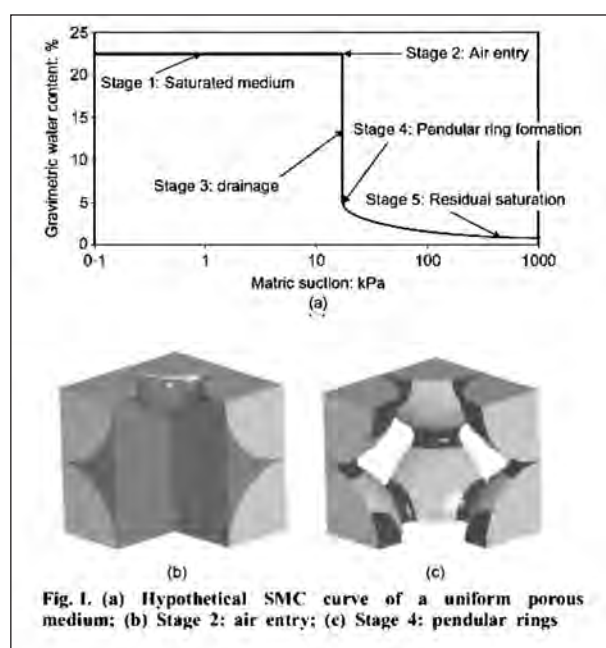 25
20
15
10
5
0
Gravimetric water content: %
Stage 1: Saturated medium
Stage 2: Air entry
Stage 3: drainage
Stage 4: Pendular ring formation
Stage 5: Residual saturation
0·1
1
10
100
1000
Matric suction: kPa
(a)
(b)
(c)
Fig. 1. (a) Hypothetical SMC curve of a uniform porous
medium; (b) Stage 2: air entry; (c) Stage 4: pendular rings